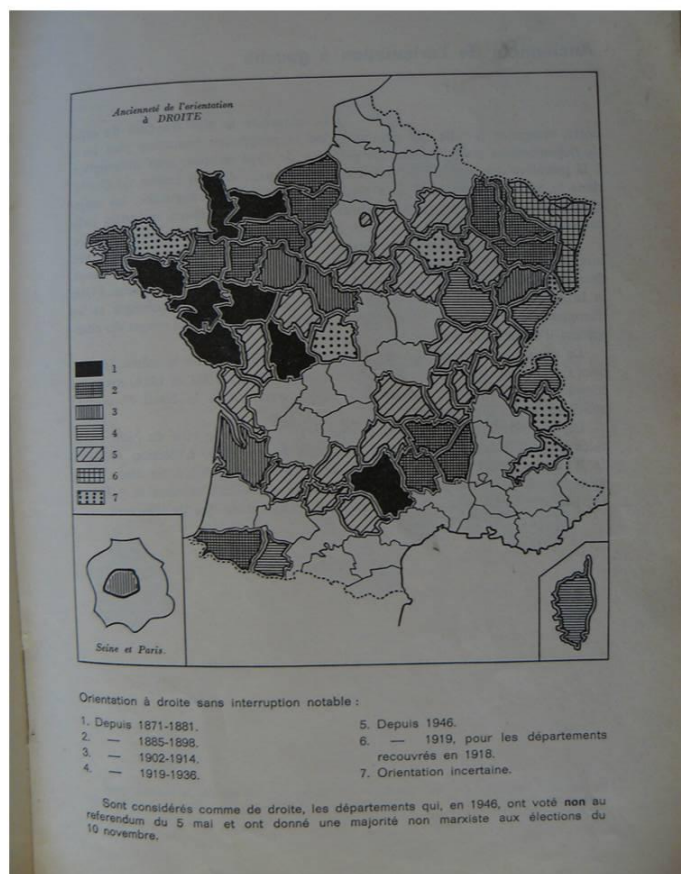 Ancienneté de l'orientation
à DROITE
1
2
3
4
5
6
7
Seine et Paris.
Orientation à droite sans interruption notable :
1. Depuis 1871-1881.
2. — 1885-1898.
3. — 1902-1914.
4. — 1919-1936.
5. Depuis 1946.
6. — 1919, pour les départements
recouvrés en 1918.
7. Orientation incertaine.
Sont considérés comme de droite, les départements qui, en 1946, ont voté non au
referendum du 5 mai et ont donné une majorité non marxiste aux élections du
10 novembre.